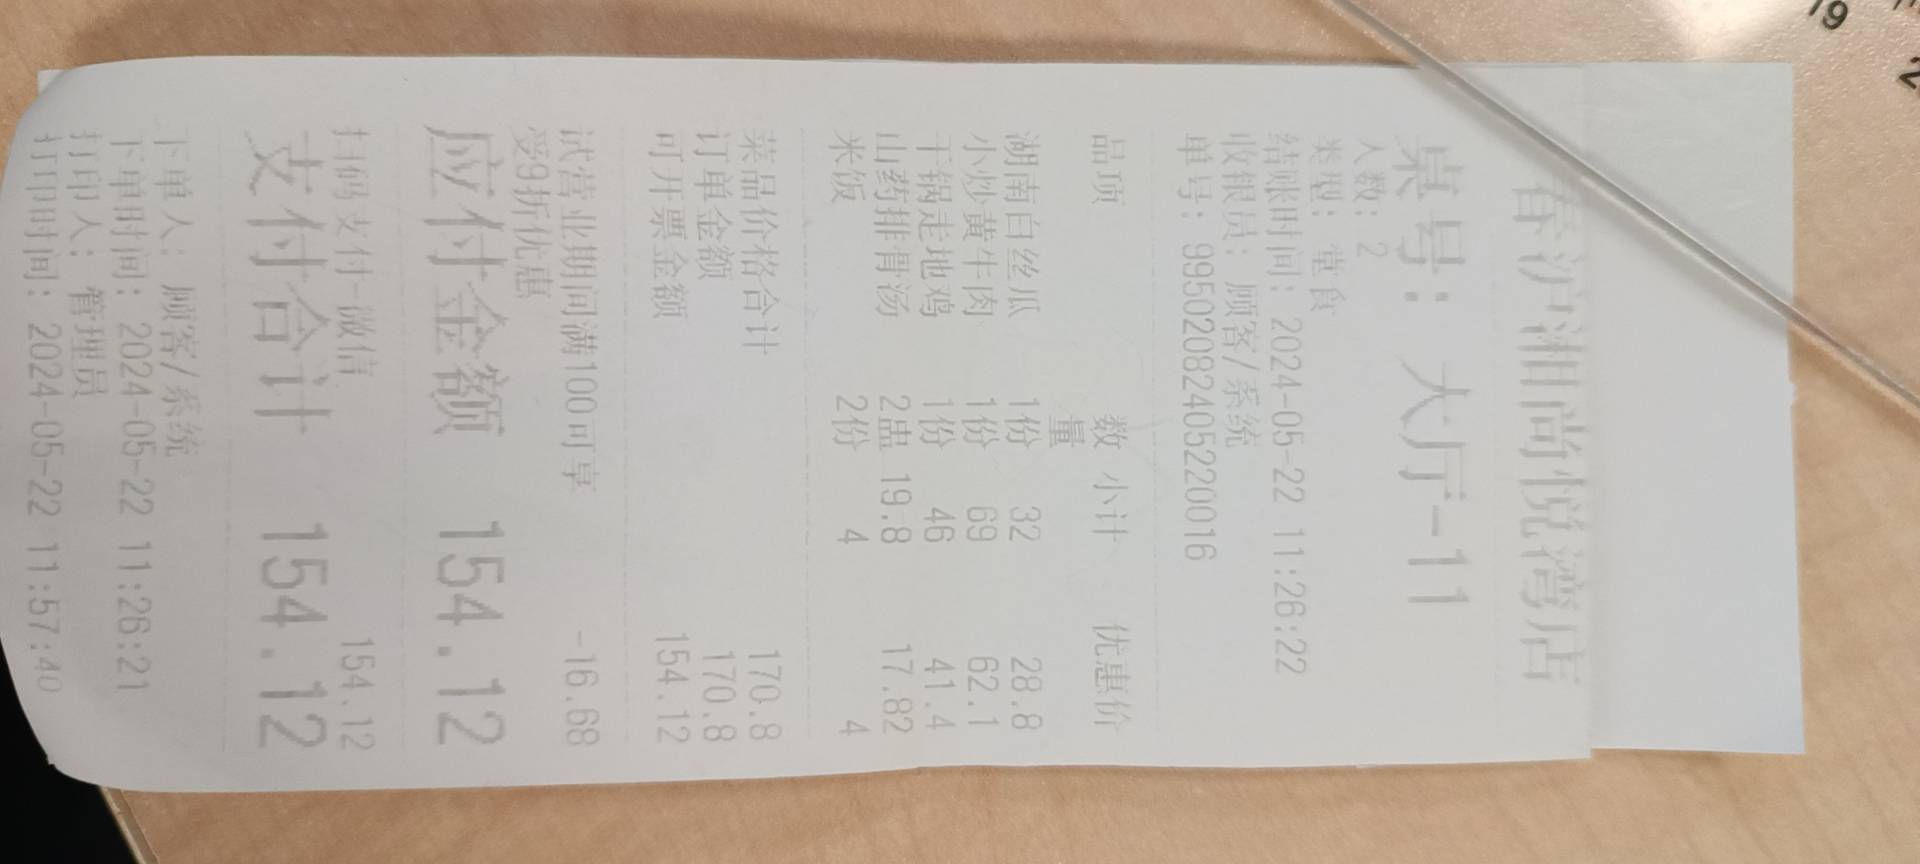 春沪湘尚悦湾店
桌号: 大厅-11
人数: 2
类型: 堂食
结账时间: 2024-05-22 11:26:22
收银员: 顾客/系统
单号: 99502082405220016
品项 数量 小计 优惠价
湖南白丝瓜 1份 32 28.8
小炒黄牛肉 1份 69 62.1
干锅走地鸡 1份 46 41.4
山药排骨汤 2盅 19.8 17.82
米饭 2份 4 4
菜品价格合计 170.8
订单金额 170.8
可开票金额 154.12
试营业期间满100可享 -16.68
受9折优惠
应付金额 154.12
扫码支付-微信 154.12
支付合计 154.12
下单人: 顾客/系统
下单时间: 2024-05-22 11:26:21
打印人: 管理员
打印时间: 2024-05-22 11:57:40
19